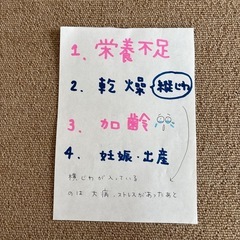 1. 栄養不足
2. 乾燥 縦じわ
3. 加齢
4. 妊娠・出産
横じわが入っている
のは大病、ストレスがあったあと